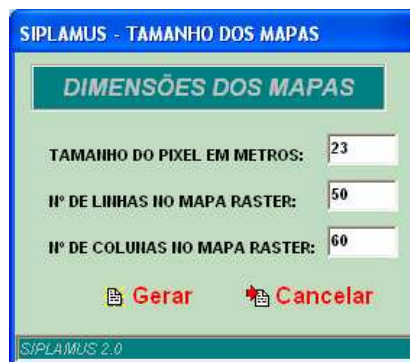 SIPLAMUS - TAMANHO DOS MAPAS
DIMENSÕES DOS MAPAS
TAMANHO DO PIXEL EM METROS: 23
Nº DE LINHAS NO MAPA RASTER: 50
Nº DE COLUNAS NO MAPA RASTER: 60
Gerar Cancelar
SIPLAMUS 2.0